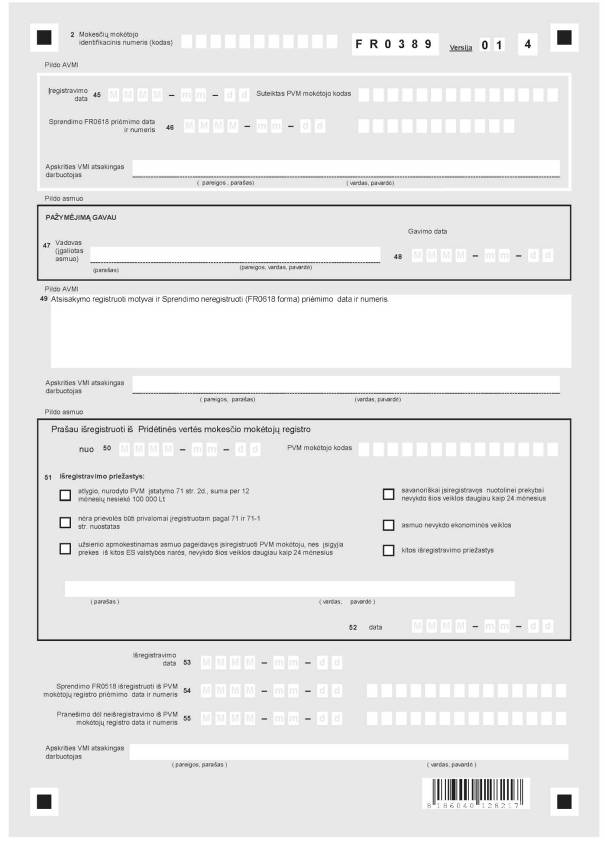 2 Mokesčių mokėtojo
identifikacinis numeris (kodas)
F R 0 3 8 9 Versija 0 1 4
Pildo AVMI
Įregistravimo
data 45 M M M M – m m – d d Suteiktas PVM mokėtojo kodas
Sprendimo FR0618 priėmimo data
ir numeris 46 M M M M – m m – d d
Apskrities VMI atsakingas
darbuotojas
( pareigos , parašas) ( vardas, pavardė)
Pildo asmuo
PAŽYMĖJIMĄ GAVAU
Gavimo data
47 Vadovas
(įgaliotas
asmuo)
48 M M M M – m m – d d
(parašas) (pareigos, vardas, pavardė)
Pildo AVMI
49 Atsisakymo registruoti motyvai ir Sprendimo neregistruoti (FR0618 forma) priėmimo data ir numeris
Apskrities VMI atsakingas
darbuotojas
( pareigos, parašas) (vardas, pavardė)
Pildo asmuo
Prašau išregistruoti iš Pridėtinės vertės mokesčio mokėtojų registro
nuo 50 M M M M – m m – d d PVM mokėtojo kodas
51 Išregistravimo priežastys:
atlygio, nurodyto PVM įstatymo 71 str. 2d., suma per 12
mėnesių nesiekė 100 000 Lt
savanoriškai įsiregistravęs nuotolinei prekybai
nevykdo šios veiklos daugiau kaip 24 mėnesius
nėra prievolės būti privalomai įregistruotam pagal 71 ir 71-1
str. nuostatas
asmuo nevykdo ekonominės veiklos
užsienio apmokestinamas asmuo pageidavęs įsiregistruoti PVM mokėtoju, nes įsigyja
prekes iš kitos ES valstybės narės, nevykdo šios veiklos daugiau kaip 24 mėnesius
kitos išregistravimo priežastys
( parašas ) ( vardas, pavardė )
52 data M M M M – m m – d d
Išregistravimo
data 53 M M M M – m m – d d
Sprendimo FR0518 išregistruoti iš PVM
mokėtojų registro priėmimo data ir numeris 54 M M M M – m m – d d
Pranešimo dėl neišregistravimo iš PVM
mokėtojų registro data ir numeris 55 M M M M – m m – d d
Apskrities VMI atsakingas
darbuotojas
( pareigos, parašas ) ( vardas, pavardė )
8 186040 128217